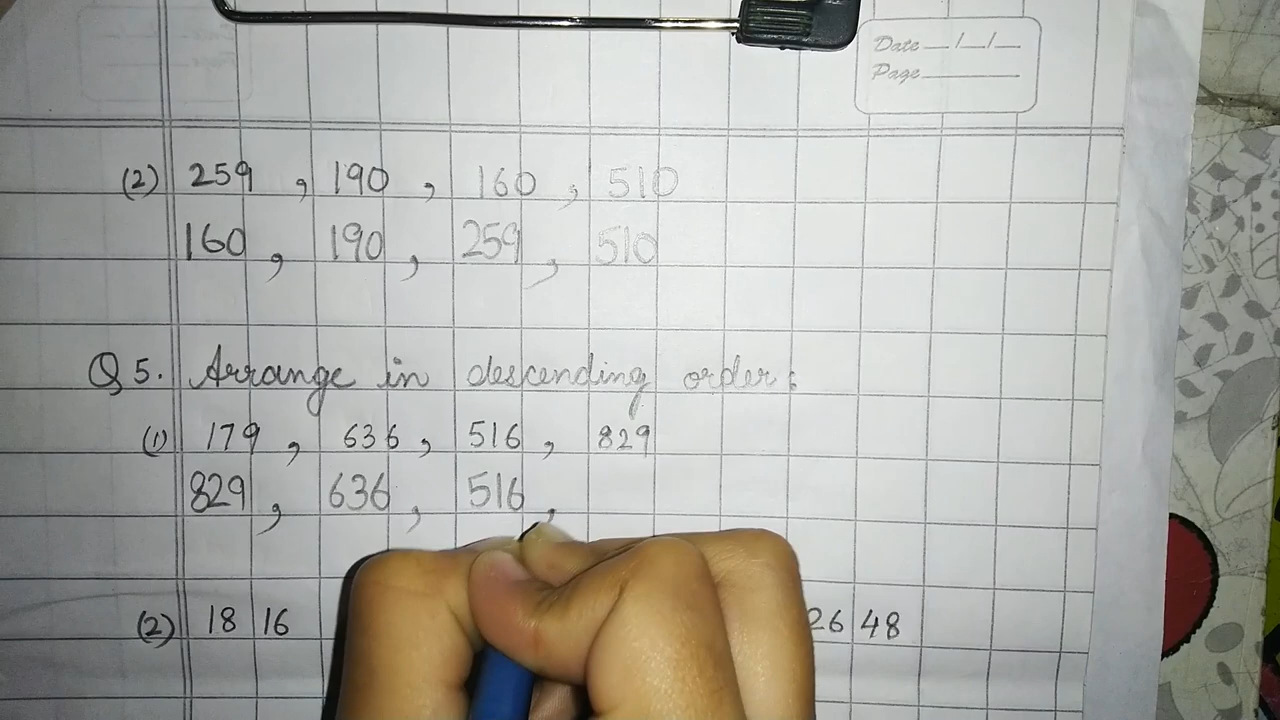 Date _/_/_
Page
(2) 259 , 190 , 160 , 510
160 , 190 , 259 , 510
Q 5. Arrange in descending order :
(1) 179 , 636 , 516 , 829
829 , 636 , 516 ,
(2) 18 16 26 48